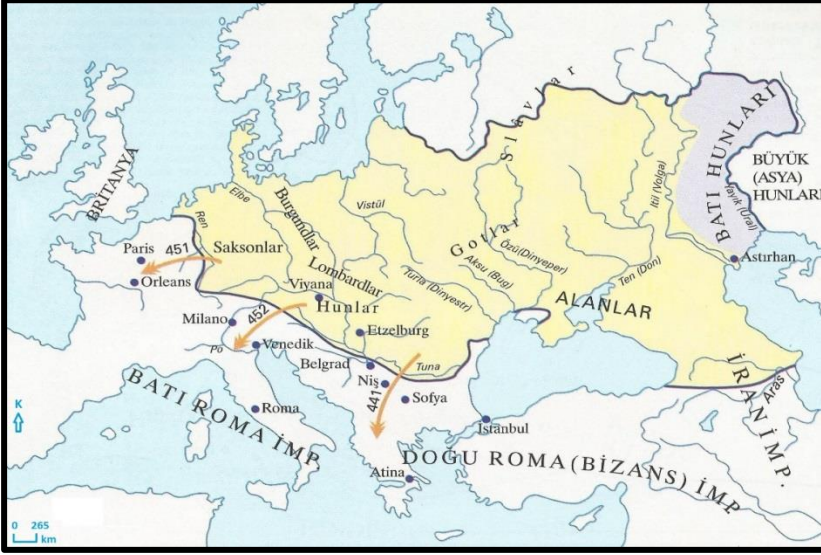 Slâvlar
BATI HUNLARI
BÜYÜK
(ASYA)
HUNLARI
BRİTANYA
Elbe
Burgundlar
Vistül
İtil (Volga)
Yayık (Ural)
Ren
Gotlar
Paris
451
Saksonlar
Özü(Dinyeper)
Astırhan
Orleans
Lombardlar
Turla (Dinyestr)
Aksu (Bug)
Ten (Don)
Viyana
Hunlar
ALANLAR
Milano
452
Etzelburg
Po
Venedik
Belgrad
Tuna
İRAN İMP.
Niş
441
Sofya
Aras
BATI ROMA İMP.
K
Roma
İstanbul
Atina
DOĞU ROMA (BİZANS) İMP
0 265
km